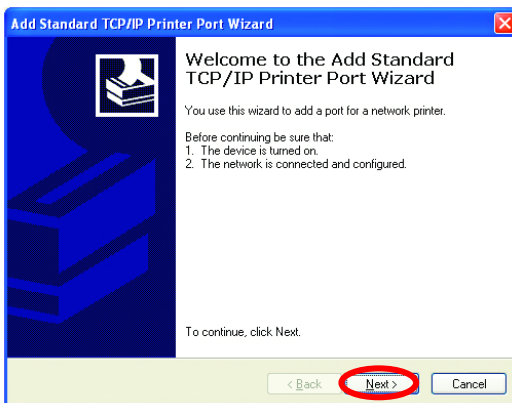 Add Standard TCP/IP Printer Port Wizard
Welcome to the Add Standard
TCP/IP Printer Port Wizard
You use this wizard to add a port for a network printer.
Before continuing be sure that:
1. The device is turned on.
2. The network is connected and configured.
To continue, click Next.
< Back
Next >
Cancel